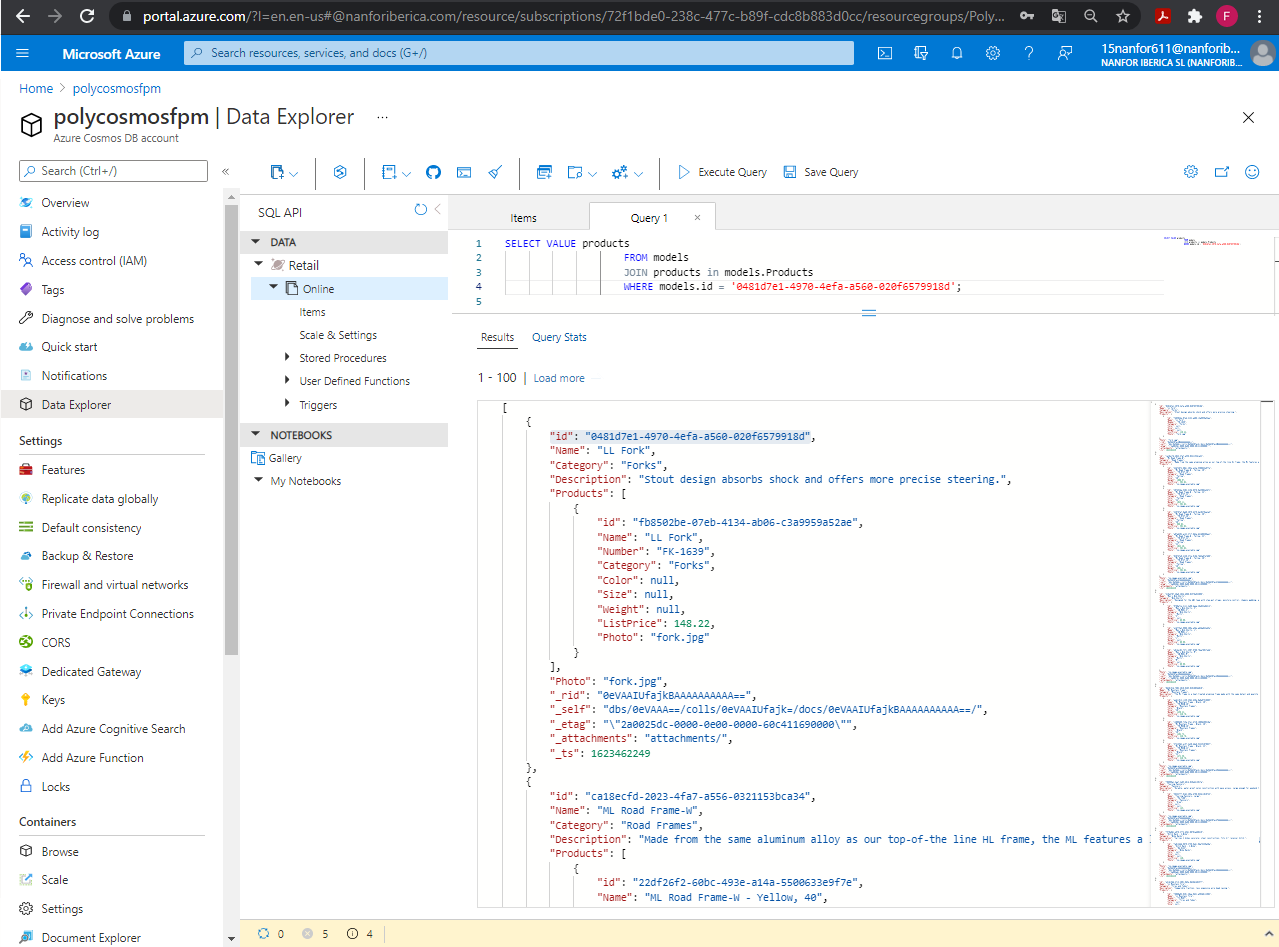 portal.azure.com/?l=en.en-us#@nanforiberica.com/resource/subscriptions/72f1bde0-238c-477c-b89f-cdc8b883d0cc/resourcegroups/Poly...
F
Microsoft Azure
Search resources, services, and docs (G+/)
15nanfor611@nanforib...
NANFOR IBERICA SL (NANFORIB...
Home > polycosmosfpm
polycosmosfpm | Data Explorer ...
Azure Cosmos DB account
Search (Ctrl+/)
«
Overview
Activity log
Access control (IAM)
Tags
Diagnose and solve problems
Quick start
Notifications
Data Explorer
Settings
Features
Replicate data globally
Default consistency
Backup & Restore
Firewall and virtual networks
Private Endpoint Connections
CORS
Dedicated Gateway
Keys
Add Azure Cognitive Search
Add Azure Function
Locks
Containers
Browse
Scale
Settings
Document Explorer
Execute Query
Save Query
SQL API
DATA
Retail
Online
Items
Scale & Settings
Stored Procedures
User Defined Functions
Triggers
NOTEBOOKS
Gallery
My Notebooks
Items
Query 1
1 SELECT VALUE products
2 FROM models
3 JOIN products in models.Products
4 WHERE models.id = '0481d7e1-4970-4efa-a560-020f6579918d';
5
Results
Query Stats
1 - 100 | Load more
[
{
"id": "0481d7e1-4970-4efa-a560-020f6579918d",
"Name": "LL Fork",
"Category": "Forks",
"Description": "Stout design absorbs shock and offers more precise steering.",
"Products": [
{
"id": "fb8502be-07eb-4134-ab06-c3a9959a52ae",
"Name": "LL Fork",
"Number": "FK-1639",
"Category": "Forks",
"Color": null,
"Size": null,
"Weight": null,
"ListPrice": 148.22,
"Photo": "fork.jpg"
}
],
"Photo": "fork.jpg",
"_rid": "0eVAAIUfajkBAAAAAAAAAA==",
"_self": "dbs/0eVAAA==/colls/0eVAAIUfajk=/docs/0eVAAIUfajkBAAAAAAAAAA==/",
"_etag": "\"2a0025dc-0000-0e00-0000-60c411690000\"",
"_attachments": "attachments/",
"_ts": 1623462249
},
{
"id": "ca18ecfd-2023-4fa7-a556-0321153bca34",
"Name": "ML Road Frame-W",
"Category": "Road Frames",
"Description": "Made from the same aluminum alloy as our top-of-the line HL frame, the ML features a
"Products": [
{
"id": "22df26f2-60bc-493e-a14a-5500633e9f7e",
"Name": "ML Road Frame-W - Yellow, 40",
0
5
4